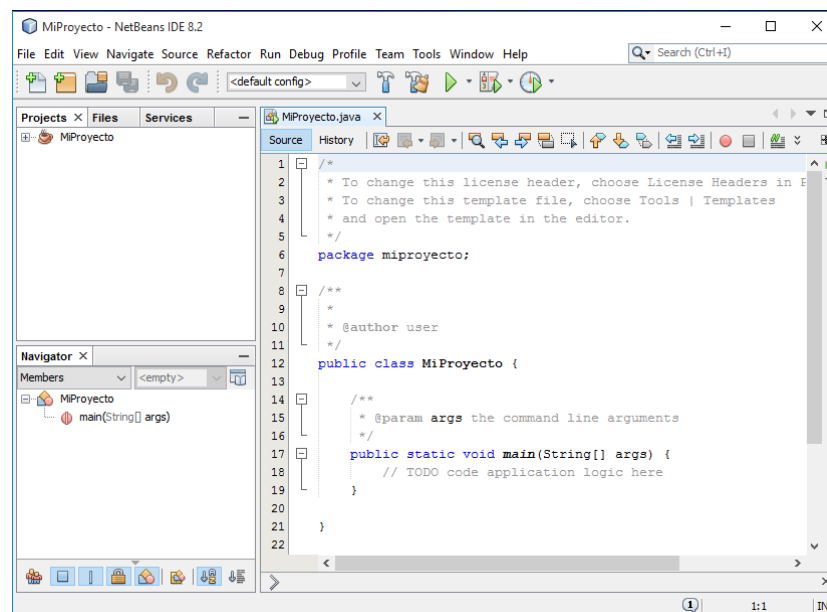 MiProyecto - NetBeans IDE 8.2
File Edit View Navigate Source Refactor Run Debug Profile Team Tools Window Help
Search (Ctrl+I)
<default config>
Projects Files Services
MiProyecto
Navigator
Members <empty>
MiProyecto
main(String[] args)
MiProyecto.java
Source History
1 /*
2 * To change this license header, choose License Headers in P
3 * To change this template file, choose Tools | Templates
4 * and open the template in the editor.
5 */
6 package miproyecto;
7
8 /**
9 *
10 * @author user
11 */
12 public class MiProyecto {
13
14 /**
15 * @param args the command line arguments
16 */
17 public static void main(String[] args) {
18 // TODO code application logic here
19 }
20
21 }
22
1 1:1 IN